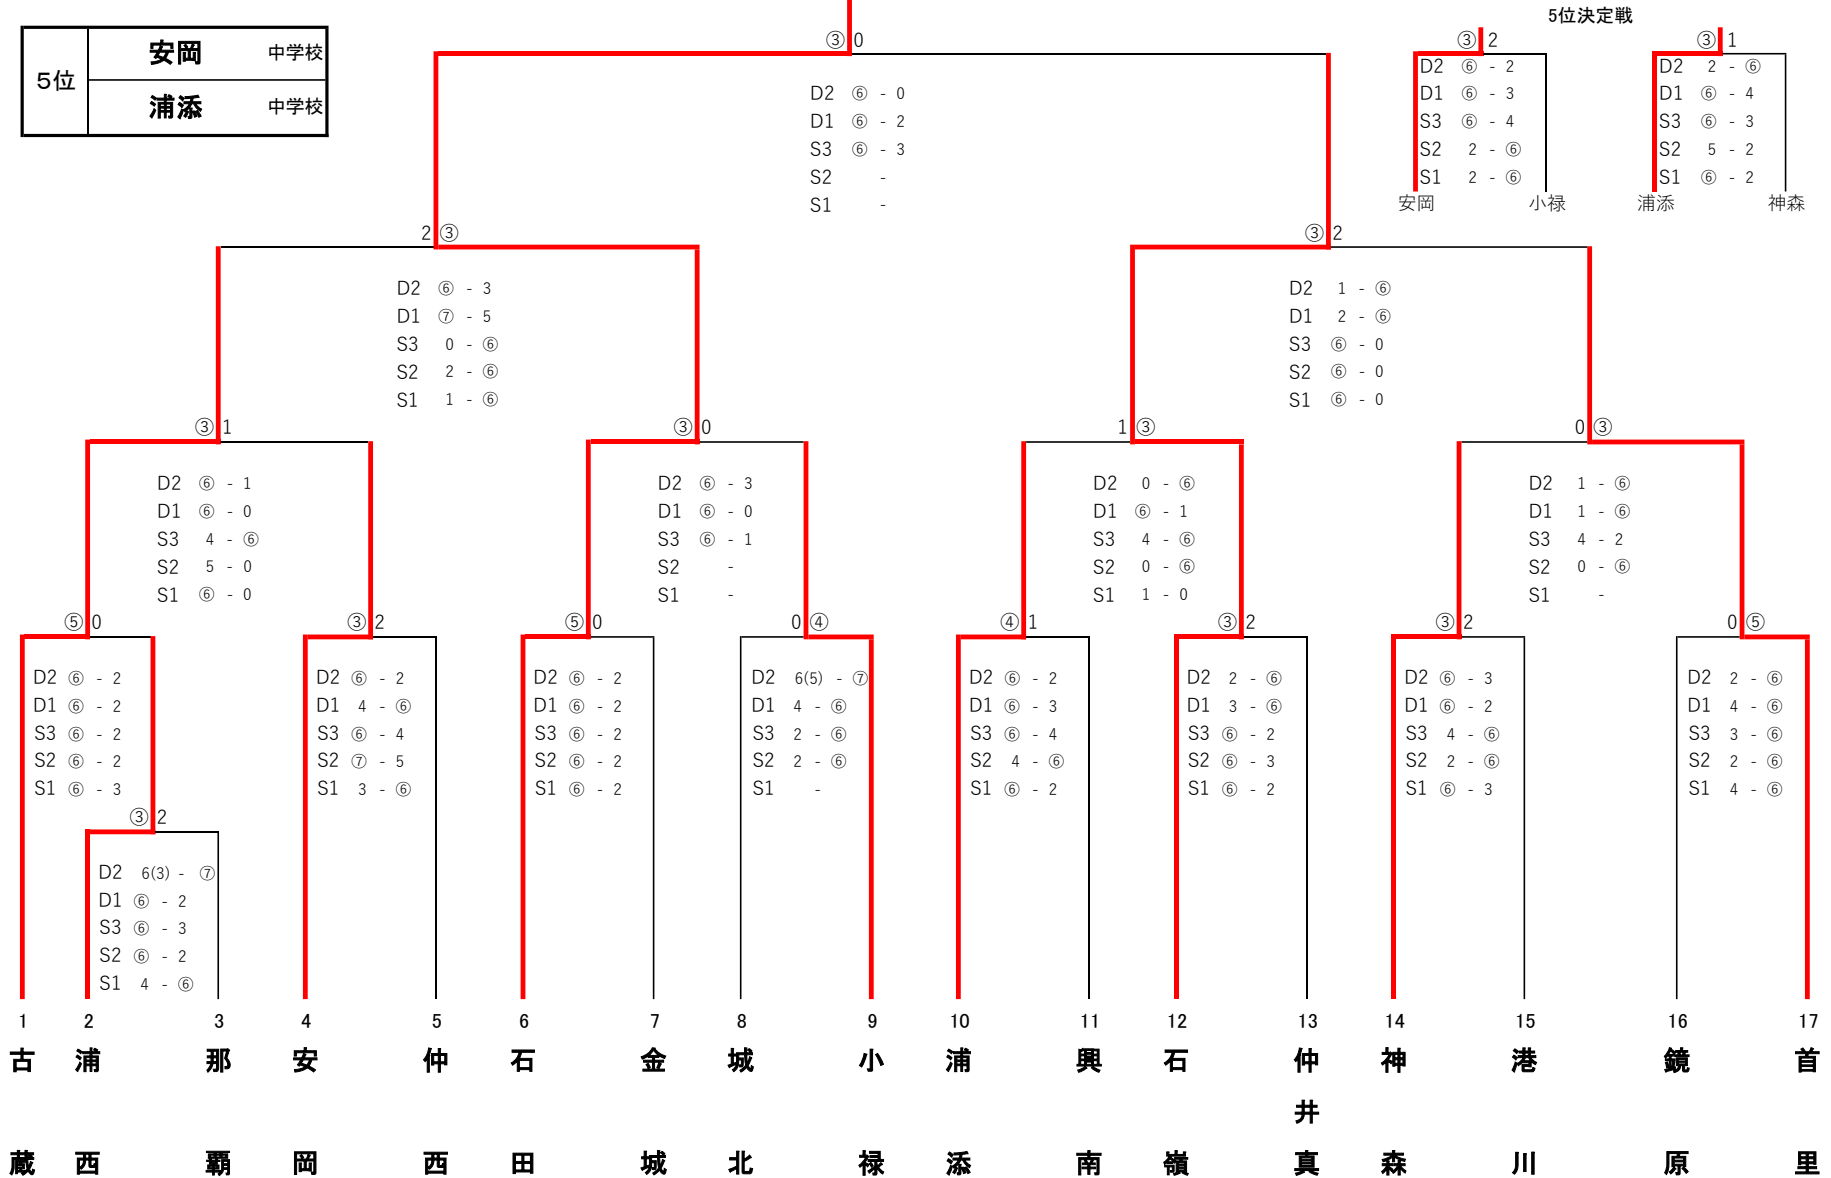 5位決定戦
５位
安岡 中学校
浦添 中学校
③ 0
D2 ⑥ - 0
D1 ⑥ - 2
S3 ⑥ - 3
S2 -
S1 -
③ 2
D2 ⑥ - 2
D1 ⑥ - 3
S3 ⑥ - 4
S2 2 - ⑥
S1 2 - ⑥
安岡 小禄
③ 1
D2 2 - ⑥
D1 ⑥ - 4
S3 ⑥ - 3
S2 5 - 2
S1 ⑥ - 2
浦添 神森
2 ③
D2 ⑥ - 3
D1 ⑦ - 5
S3 0 - ⑥
S2 2 - ⑥
S1 1 - ⑥
③ 2
D2 1 - ⑥
D1 2 - ⑥
S3 ⑥ - 0
S2 ⑥ - 0
S1 ⑥ - 0
③ 1
D2 ⑥ - 1
D1 ⑥ - 0
S3 4 - ⑥
S2 5 - 0
S1 ⑥ - 0
③ 0
D2 ⑥ - 3
D1 ⑥ - 0
S3 ⑥ - 1
S2 -
S1 -
1 ③
D2 0 - ⑥
D1 ⑥ - 1
S3 4 - ⑥
S2 0 - ⑥
S1 1 - 0
0 ③
D2 1 - ⑥
D1 1 - ⑥
S3 4 - 2
S2 0 - ⑥
S1 -
⑤ 0
D2 ⑥ - 2
D1 ⑥ - 2
S3 ⑥ - 2
S2 ⑥ - 2
S1 ⑥ - 3
③ 2
D2 ⑥ - 2
D1 4 - ⑥
S3 ⑥ - 4
S2 ⑦ - 5
S1 3 - ⑥
⑤ 0
D2 ⑥ - 2
D1 ⑥ - 2
S3 ⑥ - 2
S2 ⑥ - 2
S1 ⑥ - 2
0 ④
D2 6(5) - ⑦
D1 4 - ⑥
S3 2 - ⑥
S2 2 - ⑥
S1 -
④ 1
D2 ⑥ - 2
D1 ⑥ - 3
S3 ⑥ - 4
S2 4 - ⑥
S1 ⑥ - 2
③ 2
D2 2 - ⑥
D1 3 - ⑥
S3 ⑥ - 2
S2 ⑥ - 3
S1 ⑥ - 2
③ 2
D2 ⑥ - 3
D1 ⑥ - 2
S3 4 - ⑥
S2 2 - ⑥
S1 ⑥ - 3
0 ⑤
D2 2 - ⑥
D1 4 - ⑥
S3 3 - ⑥
S2 2 - ⑥
S1 4 - ⑥
③ 2
D2 6(3) - ⑦
D1 ⑥ - 2
S3 ⑥ - 3
S2 ⑥ - 2
S1 4 - ⑥
1 2 3 4 5 6 7 8 9 10 11 12 13 14 15 16 17
古蔵
浦西
那覇
安岡
仲西
石田
金城
城北
小禄
浦添
興南
石嶺
仲井真
神森
港川
鏡原
首里